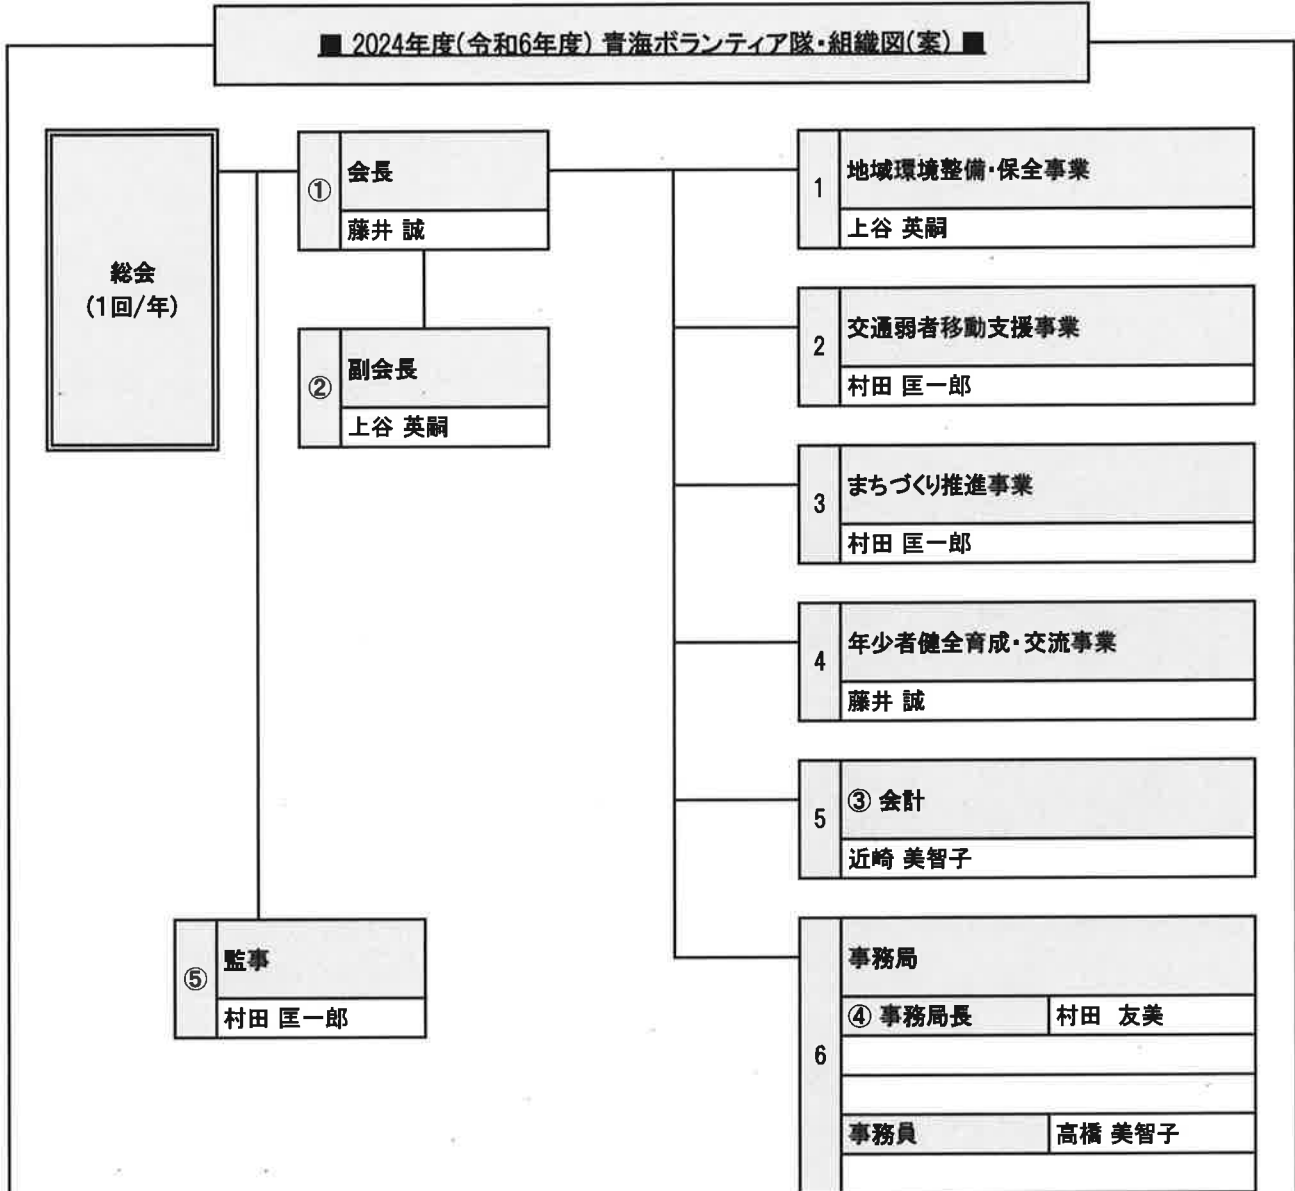 ■ 2024年度(令和6年度) 青海ボランティア隊・組織図(案) ■
総会
(1回/年)
① 会長
藤井 誠
② 副会長
上谷 英嗣
⑤ 監事
村田 匡一郎
1 地域環境整備・保全事業
上谷 英嗣
2 交通弱者移動支援事業
村田 匡一郎
3 まちづくり推進事業
村田 匡一郎
4 年少者健全育成・交流事業
藤井 誠
5 ③ 会計
近崎 美智子
6 事務局
④ 事務局長 村田 友美
事務員 高橋 美智子